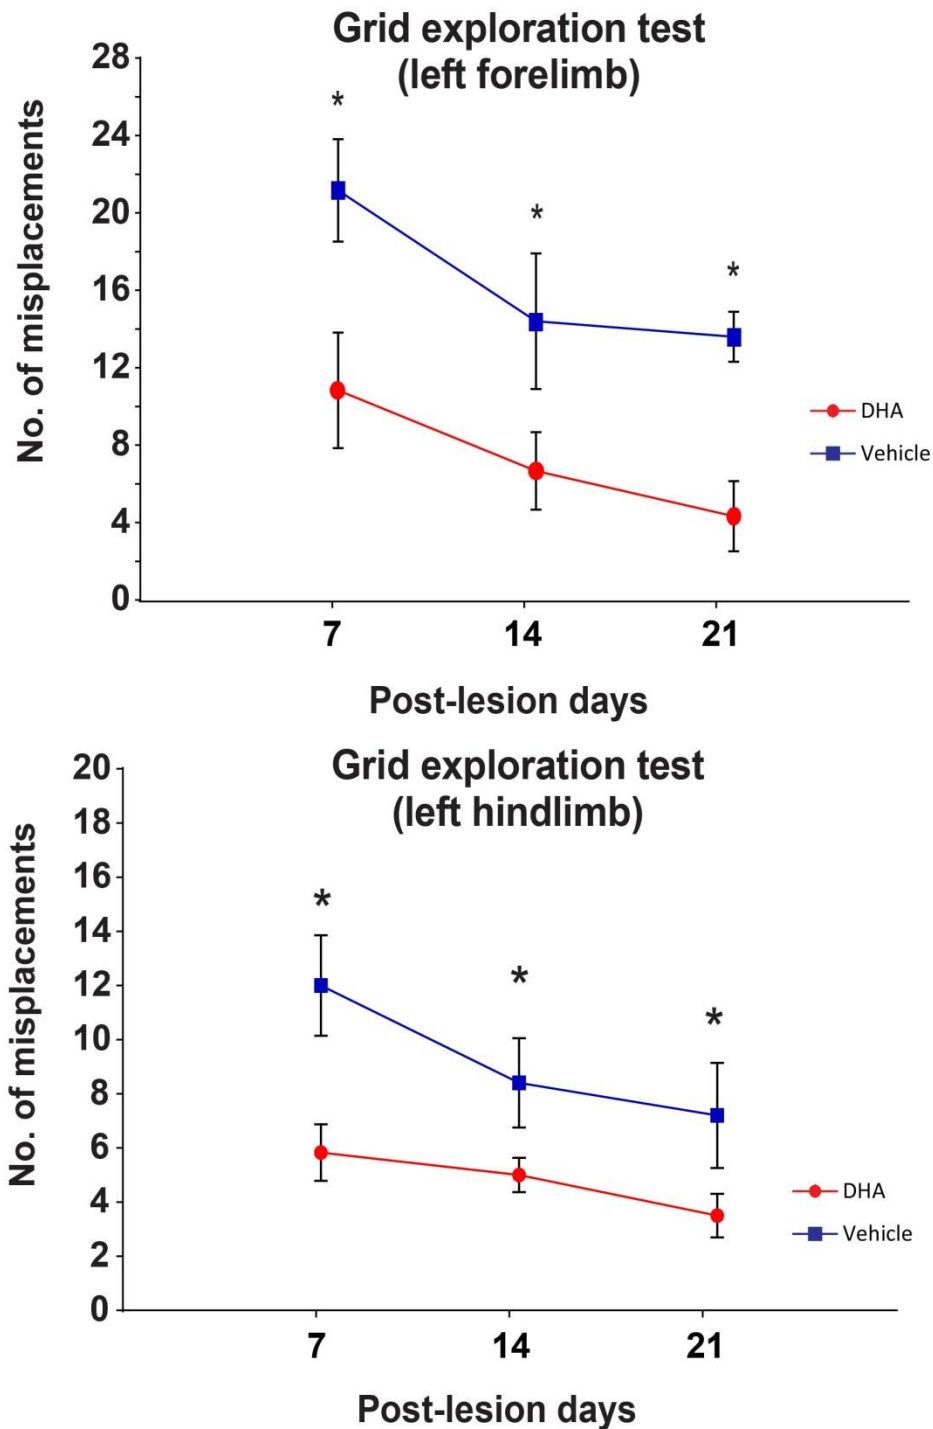 Grid exploration test
(left forelimb)
No. of misplacements
28
24
20
16
12
8
4
0
*
*
*
DHA
Vehicle
7 14 21
Post-lesion days
Grid exploration test
(left hindlimb)
No. of misplacements
20
18
16
14
12
10
8
6
4
2
0
*
*
*
DHA
Vehicle
7 14 21
Post-lesion days